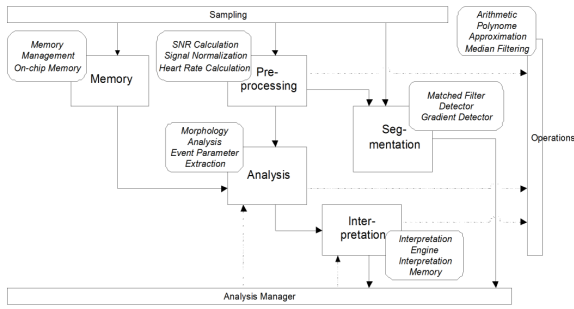 Sampling
Arithmetic
Polynome
Approximation
Median Filtering
Memory
Management
On-chip Memory
SNR Calculation
Signal Normalization
Heart Rate Calculation
Memory
Pre-
processing
Matched Filter
Detector
Gradient Detector
Seg-
mentation
Operations
Morphology
Analysis
Event Parameter
Extraction
Analysis
Inter-
pretation
Interpretation
Engine
Interpretation
Memory
Analysis Manager